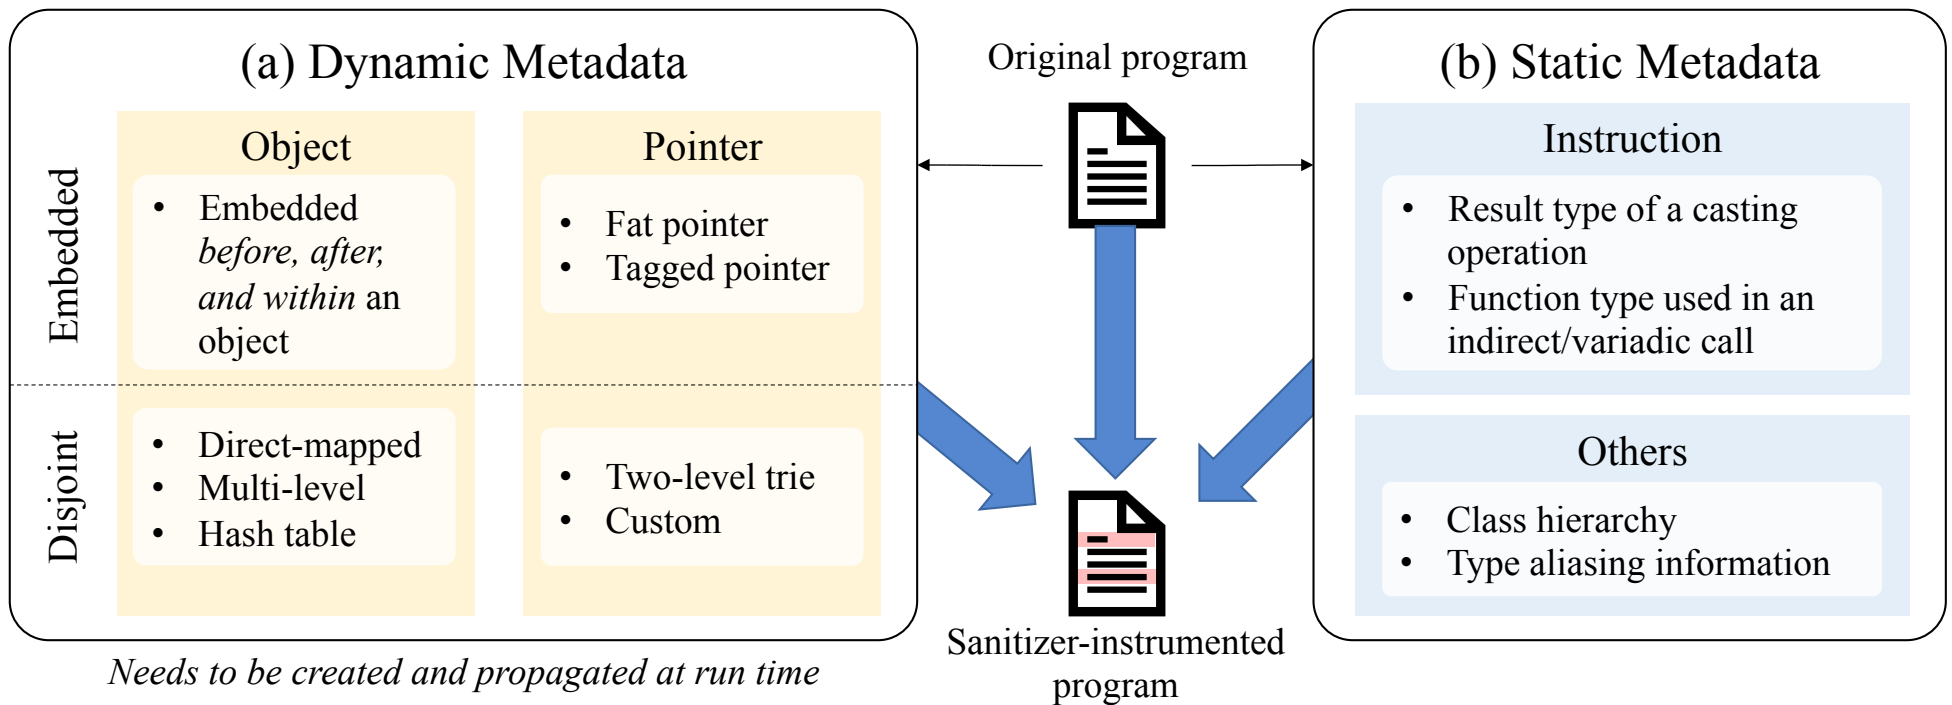 (a) Dynamic Metadata
Object
Pointer
Embedded
• Embedded
before, after,
and within an
object
• Fat pointer
• Tagged pointer
Disjoint
• Direct-mapped
• Multi-level
• Hash table
• Two-level trie
• Custom
Needs to be created and propagated at run time
Original program
Sanitizer-instrumented
program
(b) Static Metadata
Instruction
• Result type of a casting
operation
• Function type used in an
indirect/variadic call
Others
• Class hierarchy
• Type aliasing information